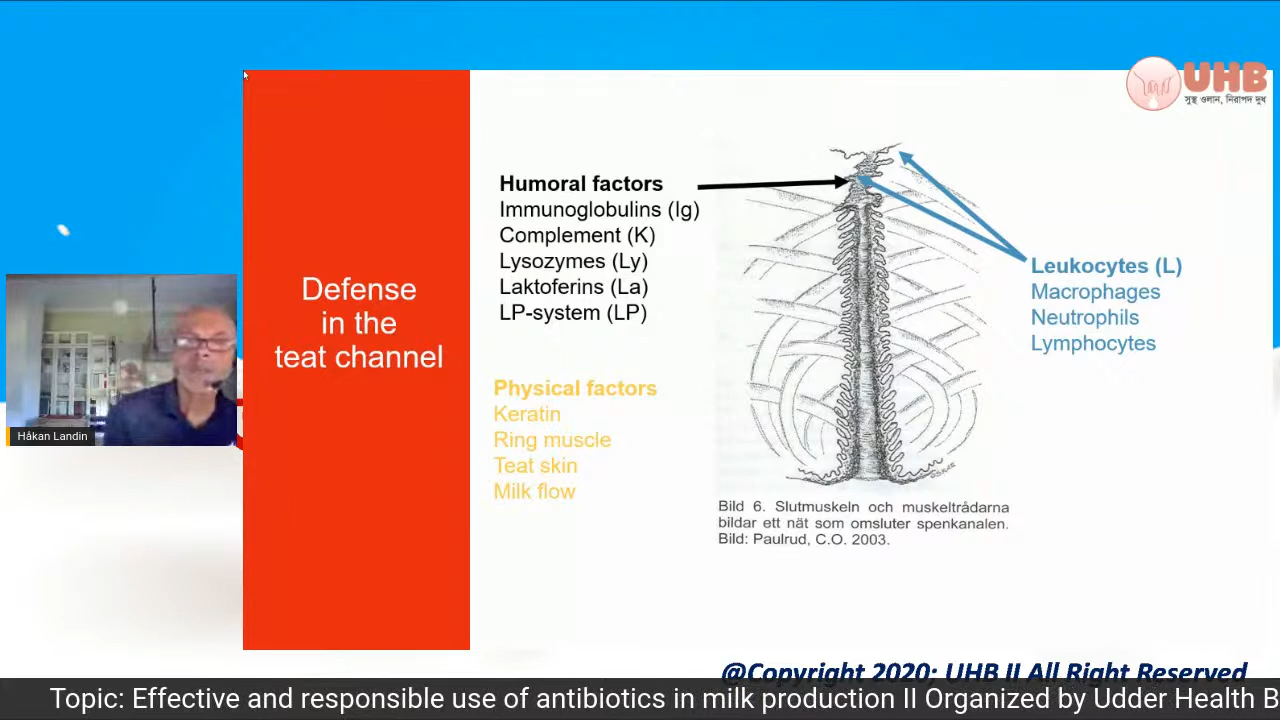 UHB
সুস্থ ওলান, নিরাপদ দুধ
Humoral factors
Immunoglobulins (Ig)
Complement (K)
Lysozymes (Ly)
Laktoferins (La)
LP-system (LP)
Leukocytes (L)
Macrophages
Neutrophils
Lymphocytes
Defense
in the
teat channel
Physical factors
Keratin
Ring muscle
Teat skin
Milk flow
Håkan Landin
Bild 6. Slutmuskeln och muskeltrådarna
bildar ett nät som omsluter spenkanalen.
Bild: Paulrud, C.O. 2003.
@Copyright 2020; UHB II All Right Reserved
Topic: Effective and responsible use of antibiotics in milk production II Organized by Udder Health B